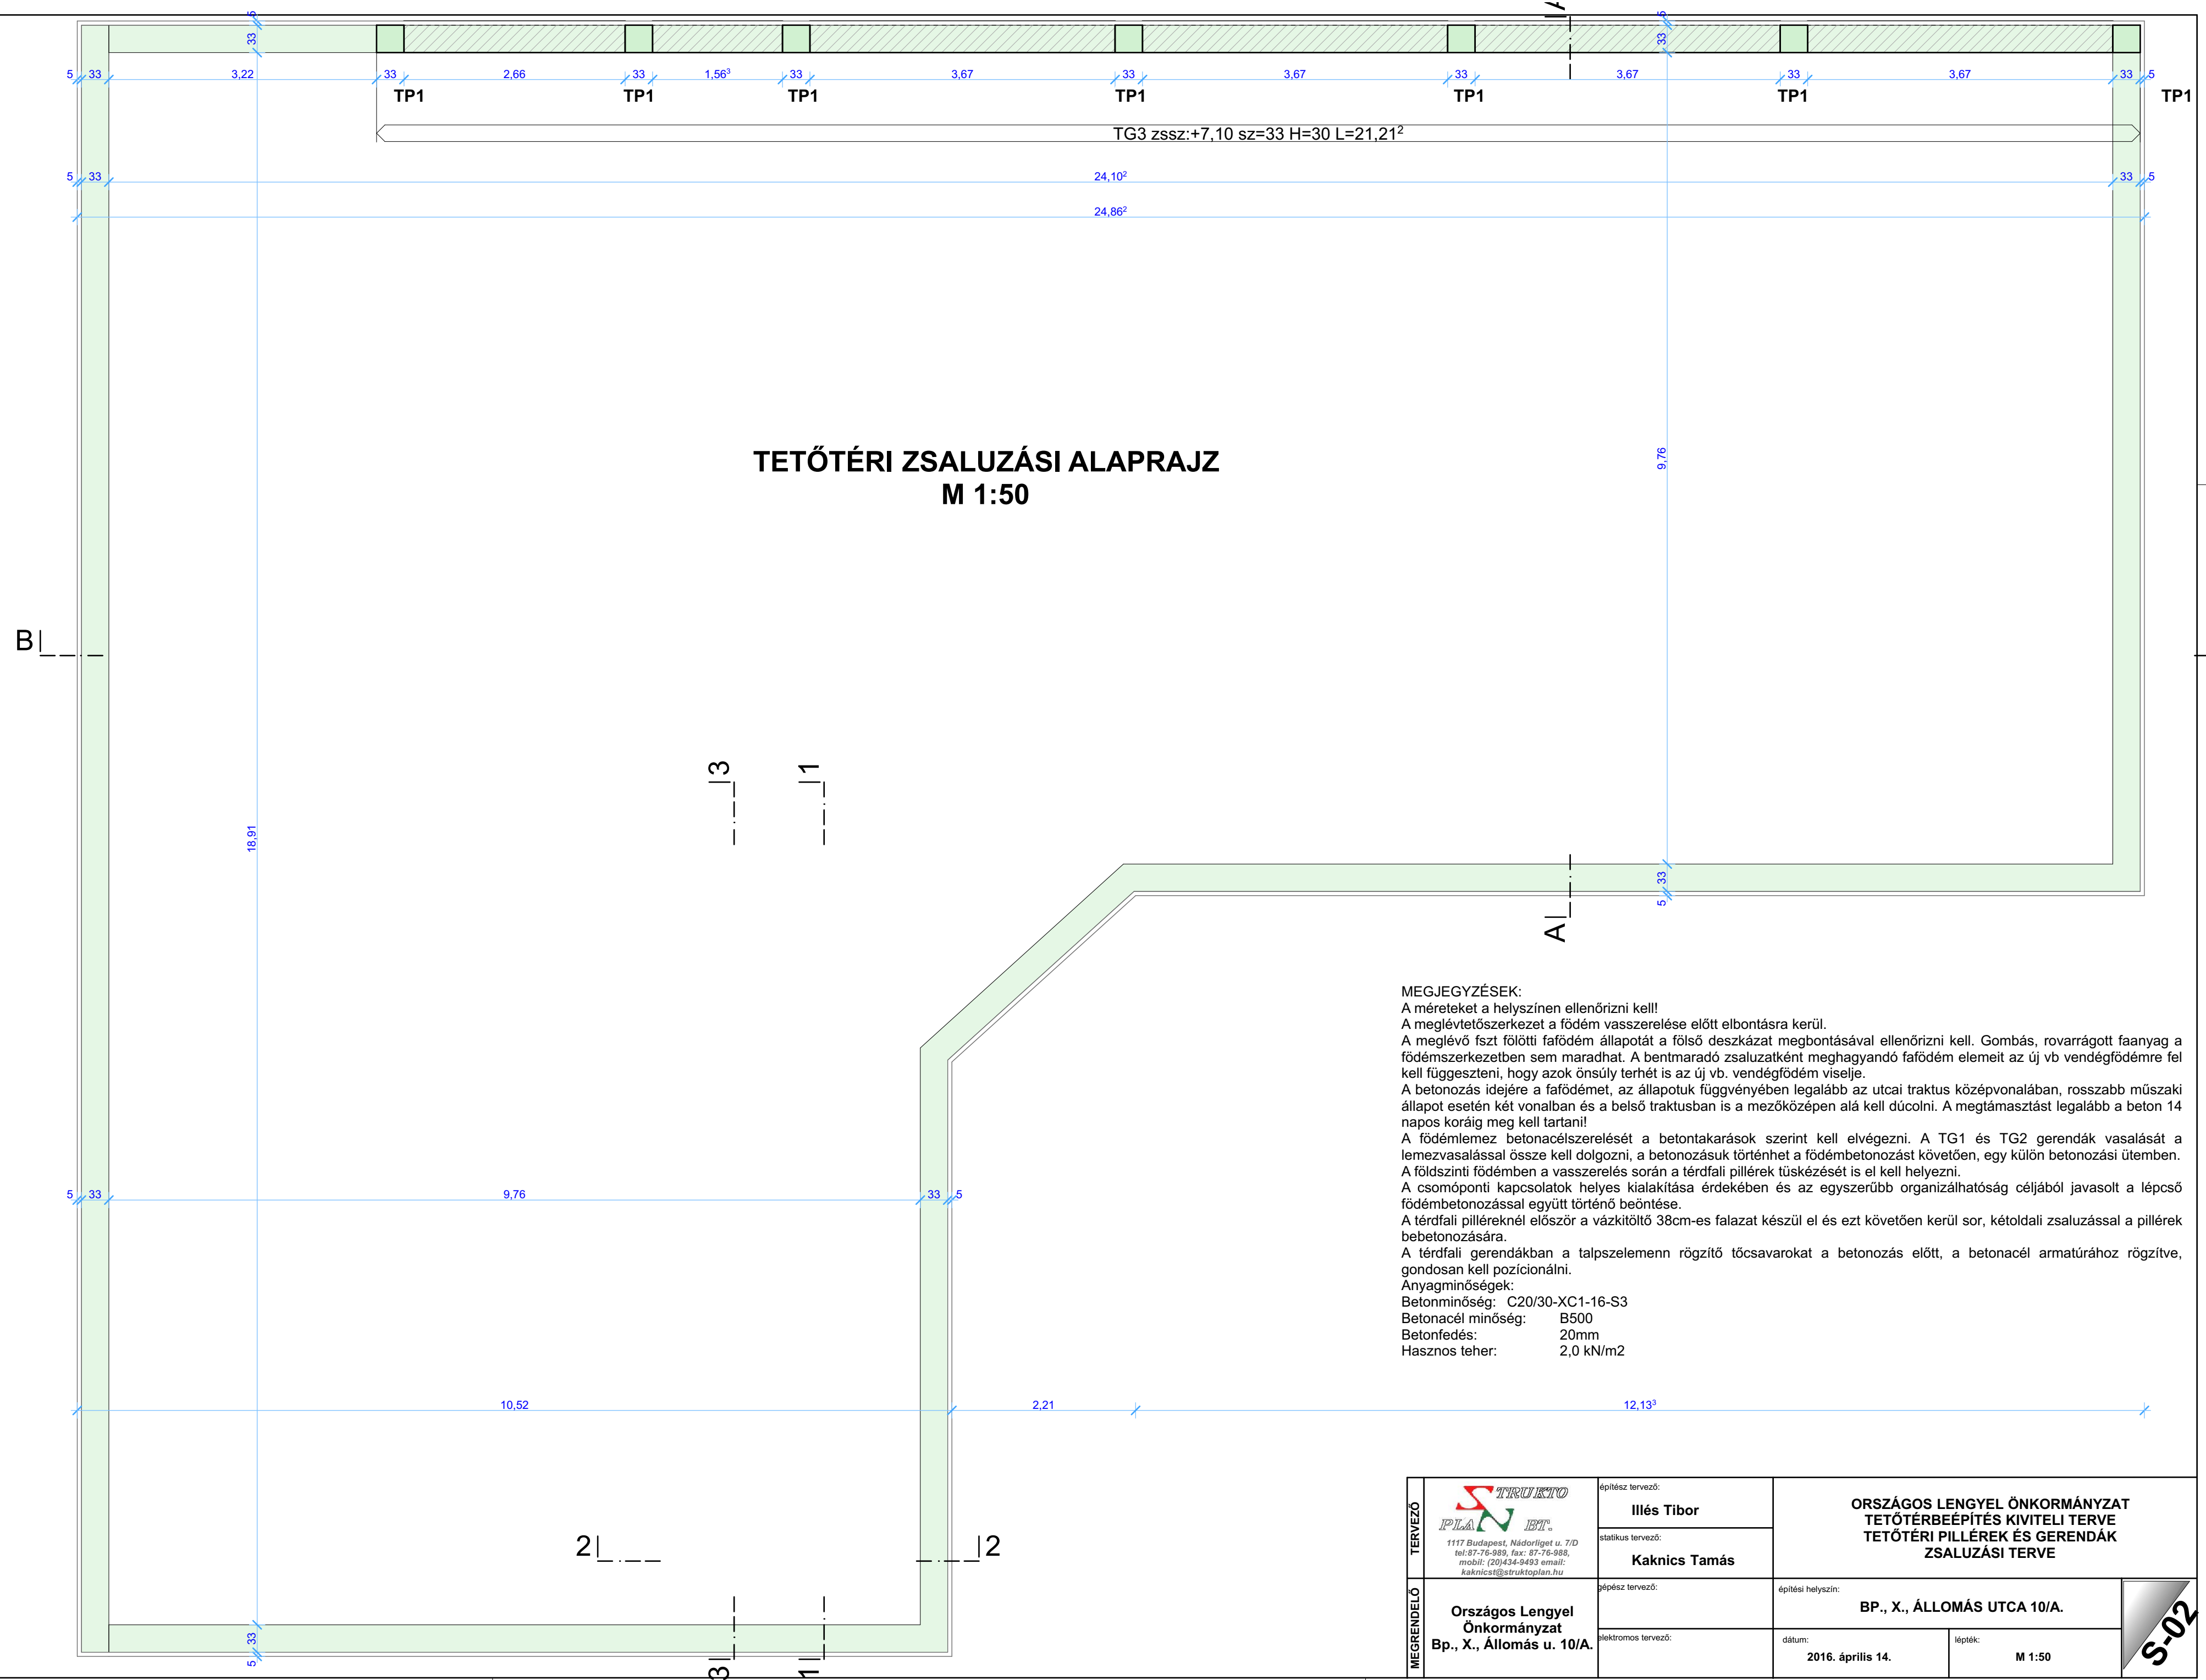 A
5
33
5
33
5 33 3,22 33 2,66 33 1,56³ 33 3,67 33 3,67 33 3,67 33 3,67 33 5
TP1 TP1 TP1 TP1 TP1 TP1 TP1
TG3 zssz:+7,10 sz=33 H=30 L=21,21²
5 33 24,10² 33 5
24,86²
TETŐTÉRI ZSALUZÁSI ALAPRAJZ
M 1:50
9,76
B
3 1
18,91
33
5
A
MEGJEGYZÉSEK:
A méreteket a helyszínen ellenőrizni kell!
A meglévtetőszerkezet a födém vasszerelése előtt elbontásra kerül.
A meglévő fszt fölötti fafödém állapotát a fölső deszkázat megbontásával ellenőrizni kell. Gombás, rovarrágott faanyag a
födémszerkezetben sem maradhat. A bentmaradó zsaluzatként meghagyandó fafödém elemeit az új vb vendégfödémre fel
kell függeszteni, hogy azok önsúly terhét is az új vb. vendégfödém viselje.
A betonozás idejére a fafödémet, az állapotuk függvényében legalább az utcai traktus középvonalában, rosszabb műszaki
állapot esetén két vonalban és a belső traktusban is a mezőközépen alá kell dúcolni. A megtámasztást legalább a beton 14
napos koráig meg kell tartani!
A födémlemez betonacélszerelését a betontakarások szerint kell elvégezni. A TG1 és TG2 gerendák vasalását a
lemezvasalással össze kell dolgozni, a betonozásuk történhet a födémbetonozást követően, egy külön betonozási ütemben.
A földszinti födémben a vasszerelés során a térdfali pillérek tüskézését is el kell helyezni.
A csomóponti kapcsolatok helyes kialakítása érdekében és az egyszerűbb organizálhatóság céljából javasolt a lépcső
födémbetonozással együtt történő beöntése.
A térdfali pilléreknél először a vázkitöltő 38cm-es falazat készül el és ezt követően kerül sor, kétoldali zsaluzással a pillérek
bebetonozására.
A térdfali gerendákban a talpszelemenn rögzítő tőcsavarokat a betonozás előtt, a betonacél armatúrához rögzítve,
gondosan kell pozícionálni.
Anyagminőségek:
Betonminőség: C20/30-XC1-16-S3
Betonacél minőség: B500
Betonfedés: 20mm
Hasznos teher: 2,0 kN/m2
5 33 9,76 33 5
10,52 2,21 12,13³
2 2
33
5
3 1
TERVEZŐ
STRUKTO
PLAN BT.
1117 Budapest, Nádorliget u. 7/D
tel:87-76-989, fax: 87-76-988,
mobil: (20)434-9493 email:
kaknicst@struktoplan.hu
építész tervező:
Illés Tibor
statikus tervező:
Kaknics Tamás
ORSZÁGOS LENGYEL ÖNKORMÁNYZAT
TETŐTÉRBEÉPÍTÉS KIVITELI TERVE
TETŐTÉRI PILLÉREK ÉS GERENDÁK
ZSALUZÁSI TERVE
MEGRENDELŐ
Országos Lengyel
Önkormányzat
Bp., X., Állomás u. 10/A.
gépész tervező:
elektromos tervező:
építési helyszín:
BP., X., ÁLLOMÁS UTCA 10/A.
dátum:
2016. április 14.
lépték:
M 1:50
S-02